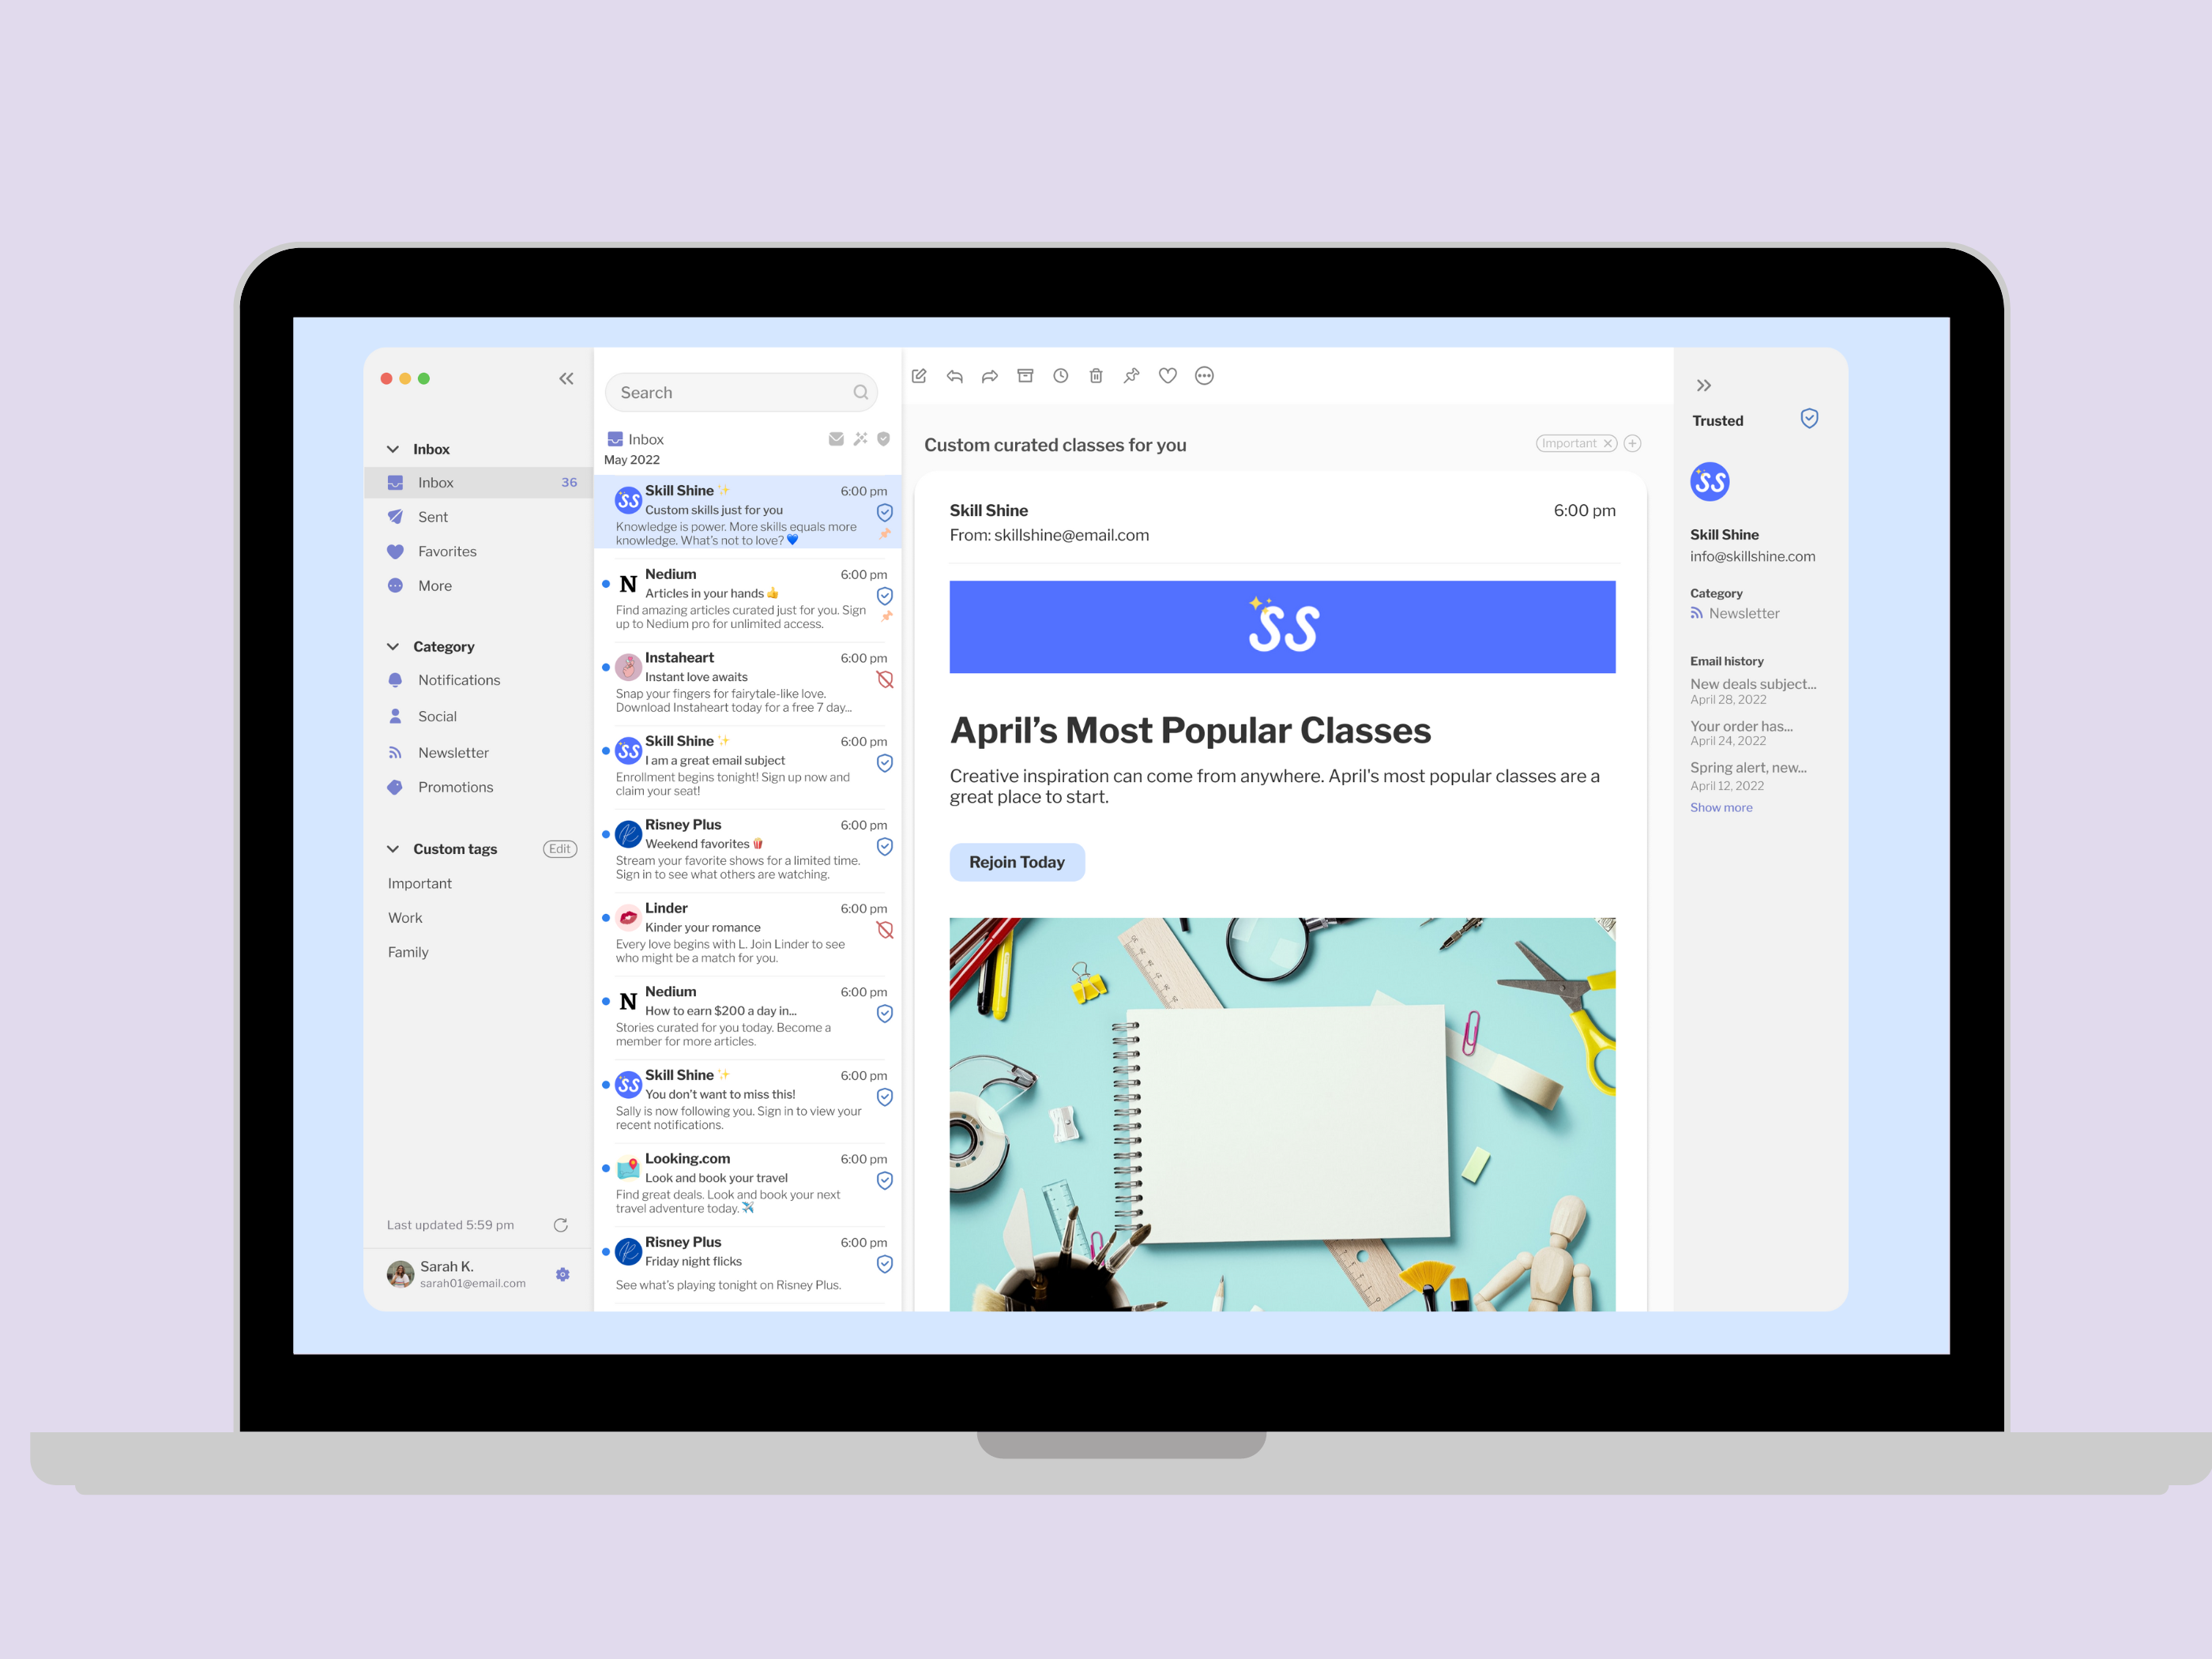 Inbox
Inbox 36
Sent
Favorites
More
Category
Notifications
Social
Newsletter
Promotions
Custom tags Edit
Important
Work
Family
Last updated 5:59 pm
Sarah K.
sarah01@email.com
Search
Inbox
May 2022
SS
Skill Shine ✨ 6:00 pm
Custom skills just for you
Knowledge is power. More skills equals more
knowledge. What's not to love? 💙
N
Nedium 6:00 pm
Articles in your hands 👍
Find amazing articles curated just for you. Sign
up to Nedium pro for unlimited access.
Instaheart 6:00 pm
Instant love awaits
Snap your fingers for fairytale-like love.
Download Instaheart today for a free 7 day...
SS
Skill Shine ✨ 6:00 pm
I am a great email subject
Enrollment begins tonight! Sign up now and
claim your seat!
R
Risney Plus 6:00 pm
Weekend favorites 🍿
Stream your favorite shows for a limited time.
Sign in to see what others are watching.
Linder 6:00 pm
Kinder your romance
Every love begins with L. Join Linder to see
who might be a match for you.
N
Nedium 6:00 pm
How to earn $200 a day in...
Stories curated for you today. Become a
member for more articles.
SS
Skill Shine ✨ 6:00 pm
You don't want to miss this!
Sally is now following you. Sign in to view your
recent notifications.
Looking.com 6:00 pm
Look and book your travel
Find great deals. Look and book your next
travel adventure today. ✈️
R
Risney Plus 6:00 pm
Friday night flicks
See what's playing tonight on Risney Plus.
Custom curated classes for you
Important
Skill Shine 6:00 pm
From: skillshine@email.com
SS
April's Most Popular Classes
Creative inspiration can come from anywhere. April's most popular classes are a
great place to start.
Rejoin Today
Trusted
SS
Skill Shine
info@skillshine.com
Category
Newsletter
Email history
New deals subject...
April 28, 2022
Your order has...
April 24, 2022
Spring alert, new...
April 12, 2022
Show more